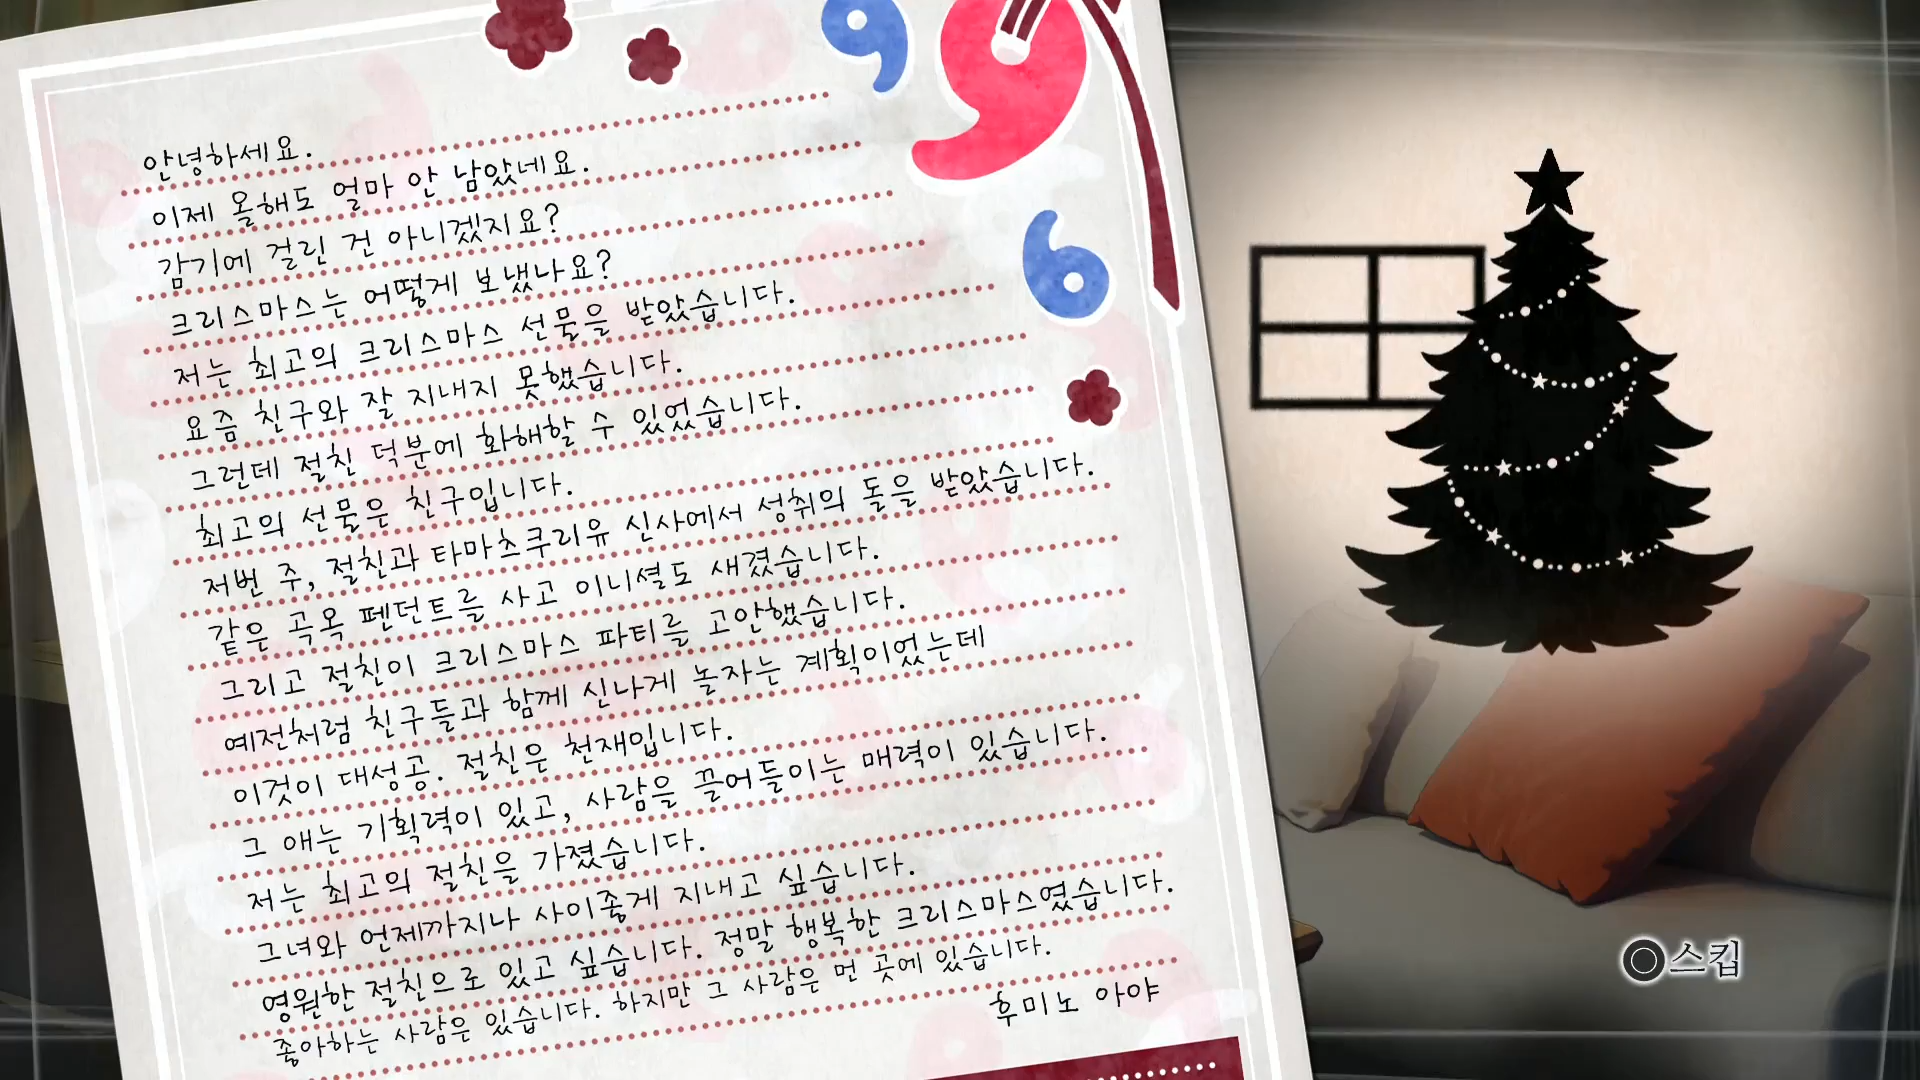 안녕하세요.
이제 올해도 얼마 안 남았네요.
감기에 걸린 건 아니겠지요?
크리스마스는 어떻게 보냈나요?
저는 최고의 크리스마스 선물을 받았습니다.
요즘 친구와 잘 지내지 못했습니다.
그런데 절친 덕분에 화해할 수 있었습니다.
최고의 선물은 친구입니다.
저번 주, 절친과 타마츠쿠리유 신사에서 성취의 돌을 받았습니다.
같은 곡옥 펜던트를 사고 이니셜도 새겼습니다.
그리고 절친이 크리스마스 파티를 고안했습니다.
예전처럼 친구들과 함께 신나게 놀자는 계획이었는데
이것이 대성공. 절친은 천재입니다.
그 애는 기획력이 있고, 사람을 끌어들이는 매력이 있습니다.
저는 최고의 절친을 가졌습니다.
그녀와 언제까지나 사이좋게 지내고 싶습니다.
영원한 절친으로 있고 싶습니다. 정말 행복한 크리스마스였습니다.
좋아하는 사람은 있습니다. 하지만 그 사람은 먼 곳에 있습니다.
후미노 아야
스킵